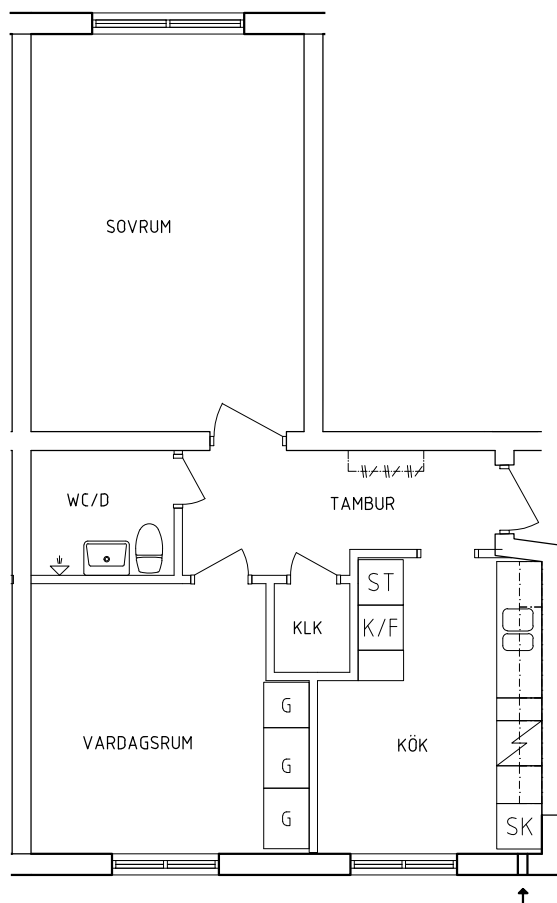 SOVRUM
WC/D
TAMBUR
ST
K/F
KLK
G
VARDAGSRUM
KÖK
G
G
SK